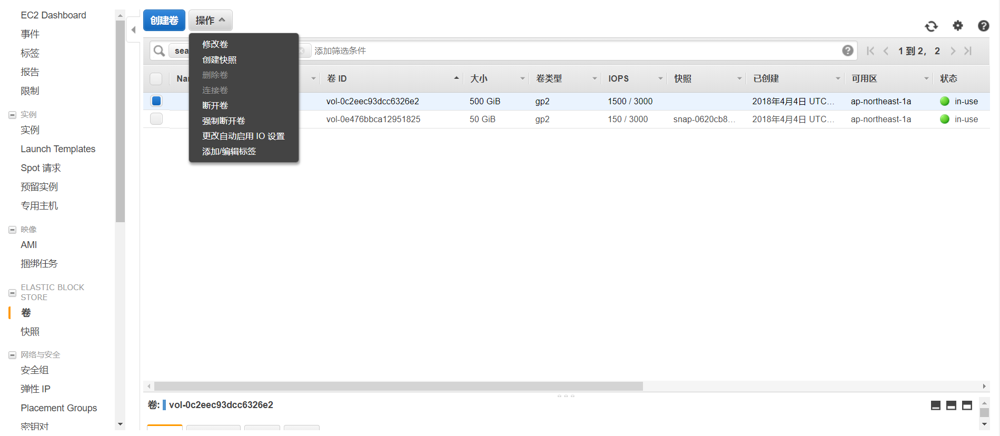 EC2 Dashboard
事件
标签
报告
限制
实例
实例
Launch Templates
Spot 请求
预留实例
专用主机
映像
AMI
捆绑任务
ELASTIC BLOCK
STORE
卷
快照
网络与安全
安全组
弹性 IP
Placement Groups
密钥对
创建卷 操作
修改卷
创建快照
删除卷
连接卷
断开卷
强制断开卷
更改自动启用 IO 设置
添加/编辑标签
sea 添加筛选条件 1 到 2， 2
卷 ID 大小 卷类型 IOPS 快照 已创建 可用区 状态
vol-0c2eec93dcc6326e2 500 GiB gp2 1500 / 3000 2018年4月4日 UTC... ap-northeast-1a in-use
vol-0e476bbca12951825 50 GiB gp2 150 / 3000 snap-0620cb8... 2018年4月4日 UTC... ap-northeast-1a in-use
卷: vol-0c2eec93dcc6326e2